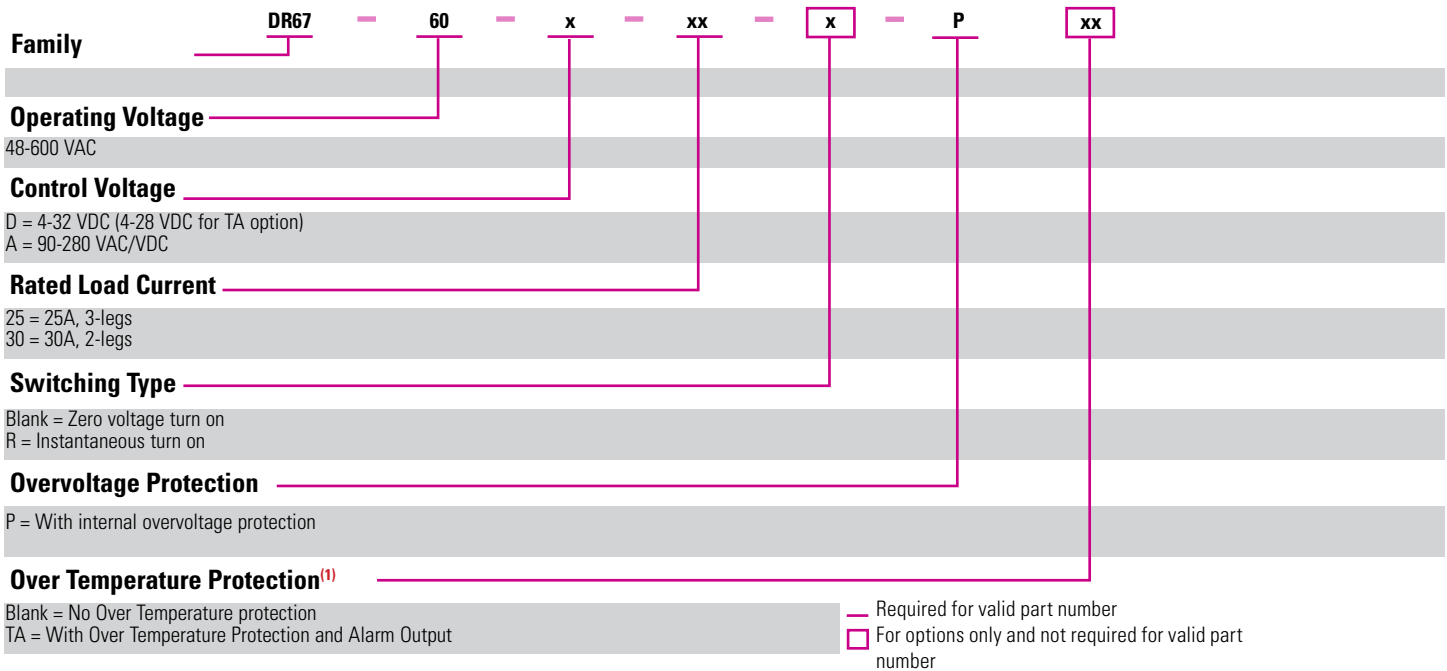 DR67 – 60 – x – xx – x – P xx
Family
Operating Voltage
48-600 VAC
Control Voltage
D = 4-32 VDC (4-28 VDC for TA option)
A = 90-280 VAC/VDC
Rated Load Current
25 = 25A, 3-legs
30 = 30A, 2-legs
Switching Type
Blank = Zero voltage turn on
R = Instantaneous turn on
Overvoltage Protection
P = With internal overvoltage protection
Over Temperature Protection(1)
Blank = No Over Temperature protection
TA = With Over Temperature Protection and Alarm Output
Required for valid part number
For options only and not required for valid part
number